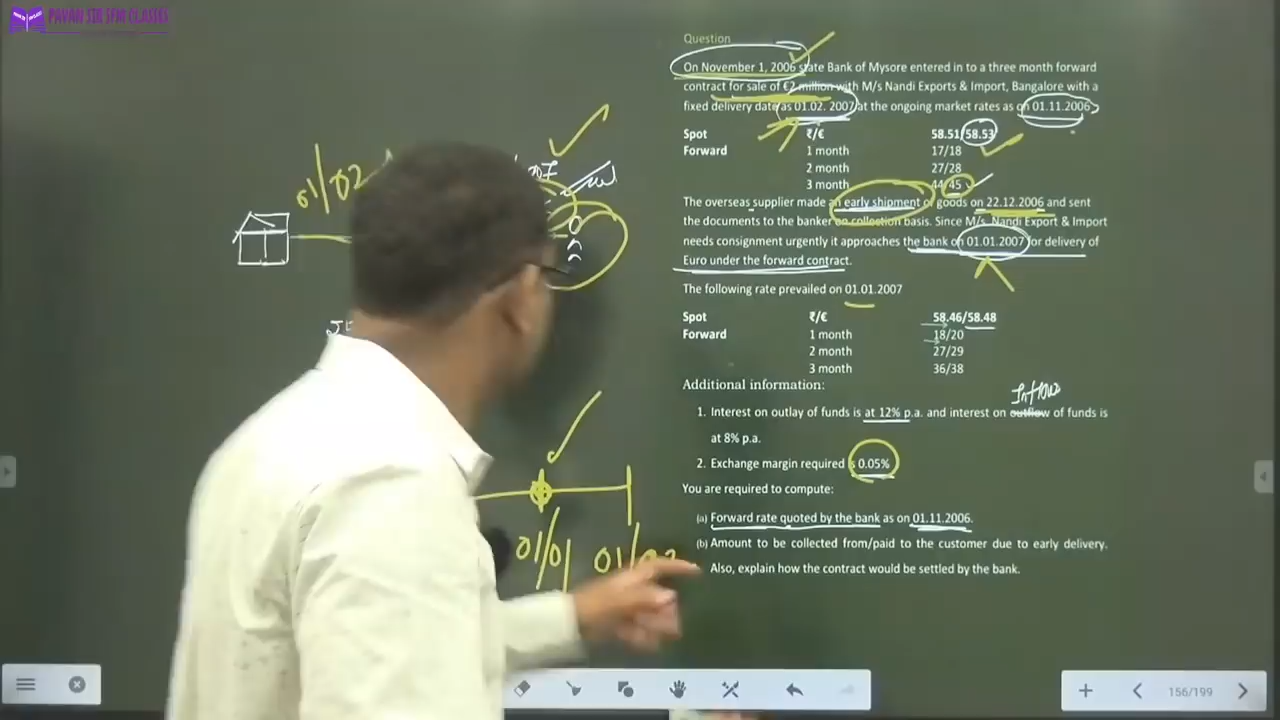 PAVAN SIR SFM CLASSES
Question
On November 1, 2006 state Bank of Mysore entered in to a three month forward
contract for sale of €2 million with M/s Nandi Exports & Import, Bangalore with a
fixed delivery date as 01.02. 2007 at the ongoing market rates as on 01.11.2006
Spot ₹/€ 58.51/58.53
Forward 1 month 17/18
2 month 27/28
3 month 44/45
The overseas supplier made an early shipment of goods on 22.12.2006 and sent
the documents to the banker on collection basis. Since M/s. Nandi Export & Import
needs consignment urgently it approaches the bank on 01.01.2007 for delivery of
Euro under the forward contract.
The following rate prevailed on 01.01.2007
Spot ₹/€ 58.46/58.48
Forward 1 month 18/20
2 month 27/29
3 month 36/38
Additional information:
Inflow
1. Interest on outlay of funds is at 12% p.a. and interest on outflow of funds is
at 8% p.a.
2. Exchange margin required is 0.05%
You are required to compute:
(a) Forward rate quoted by the bank as on 01.11.2006.
(b) Amount to be collected from/paid to the customer due to early delivery.
Also, explain how the contract would be settled by the bank.
01/02
01/01 01/02
156/199